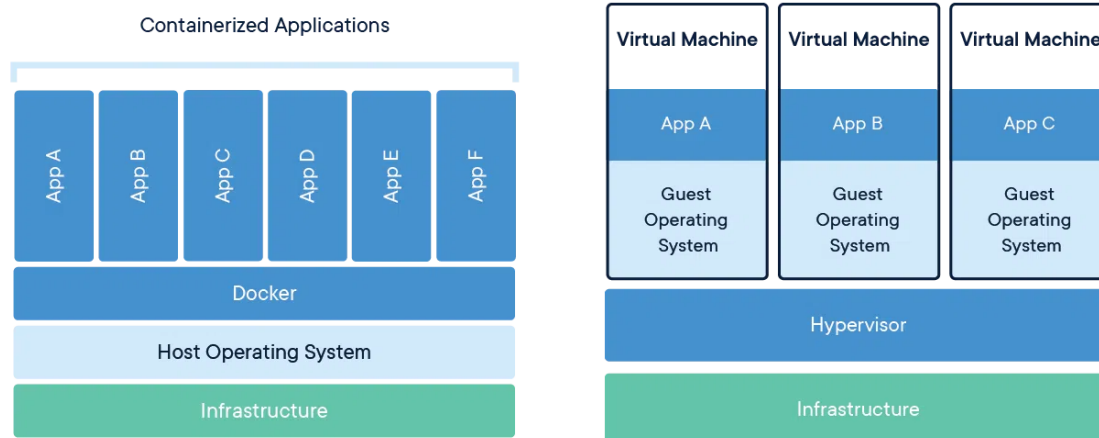 Containerized Applications
App A
App B
App C
App D
App E
App F
Docker
Host Operating System
Infrastructure
Virtual Machine
App A
Guest
Operating
System
Virtual Machine
App B
Guest
Operating
System
Virtual Machine
App C
Guest
Operating
System
Hypervisor
Infrastructure